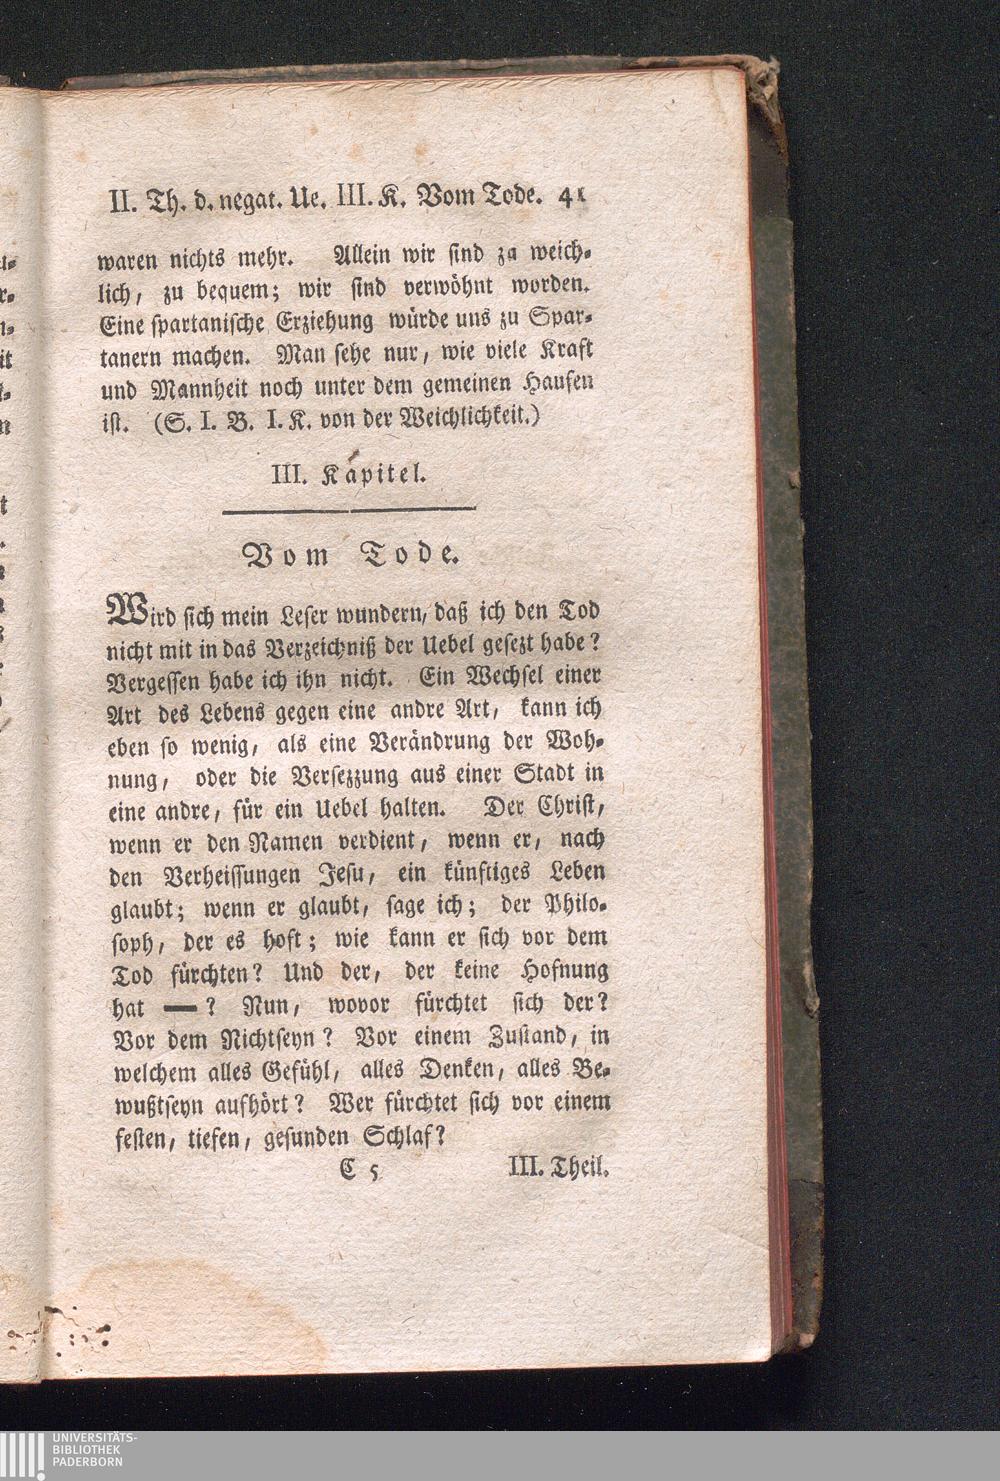 II. Th. d. negat. Ue. III. K. Vom Tode. 41
waren nichts mehr. Allein wir sind za weich-
lich, zu bequem; wir sind verwöhnt worden.
Eine spartanische Erziehung würde uns zu Spar-
tanern machen. Man sehe nur, wie viele Kraft
und Mannheit noch unter dem gemeinen Haufen
ist. (S. I. B. I. K. von der Weichlichkeit.)
III. Kapitel.
Vom Tode.
Wird sich mein Leser wundern, daß ich den Tod
nicht mit in das Verzeichniß der Uebel gesezt habe?
Vergessen habe ich ihn nicht. Ein Wechsel einer
Art des Lebens gegen eine andre Art, kann ich
eben so wenig, als eine Verändrung der Woh-
nung, oder die Versezzung aus einer Stadt in
eine andre, für ein Uebel halten. Der Christ,
wenn er den Namen verdient, wenn er, nach
den Verheissungen Jesu, ein künftiges Leben
glaubt; wenn er glaubt, sage ich; der Philo-
soph, der es hoft; wie kann er sich vor dem
Tod fürchten? Und der, der keine Hofnung
hat —? Nun, wovor fürchtet sich der?
Vor dem Nichtseyn? Vor einem Zustand, in
welchem alles Gefühl, alles Denken, alles Be-
wußtseyn aufhört? Wer fürchtet sich vor einem
festen, tiefen, gesunden Schlaf?
C 5 III. Theil.
UNIVERSITÄTS-
BIBLIOTHEK
PADERBORN